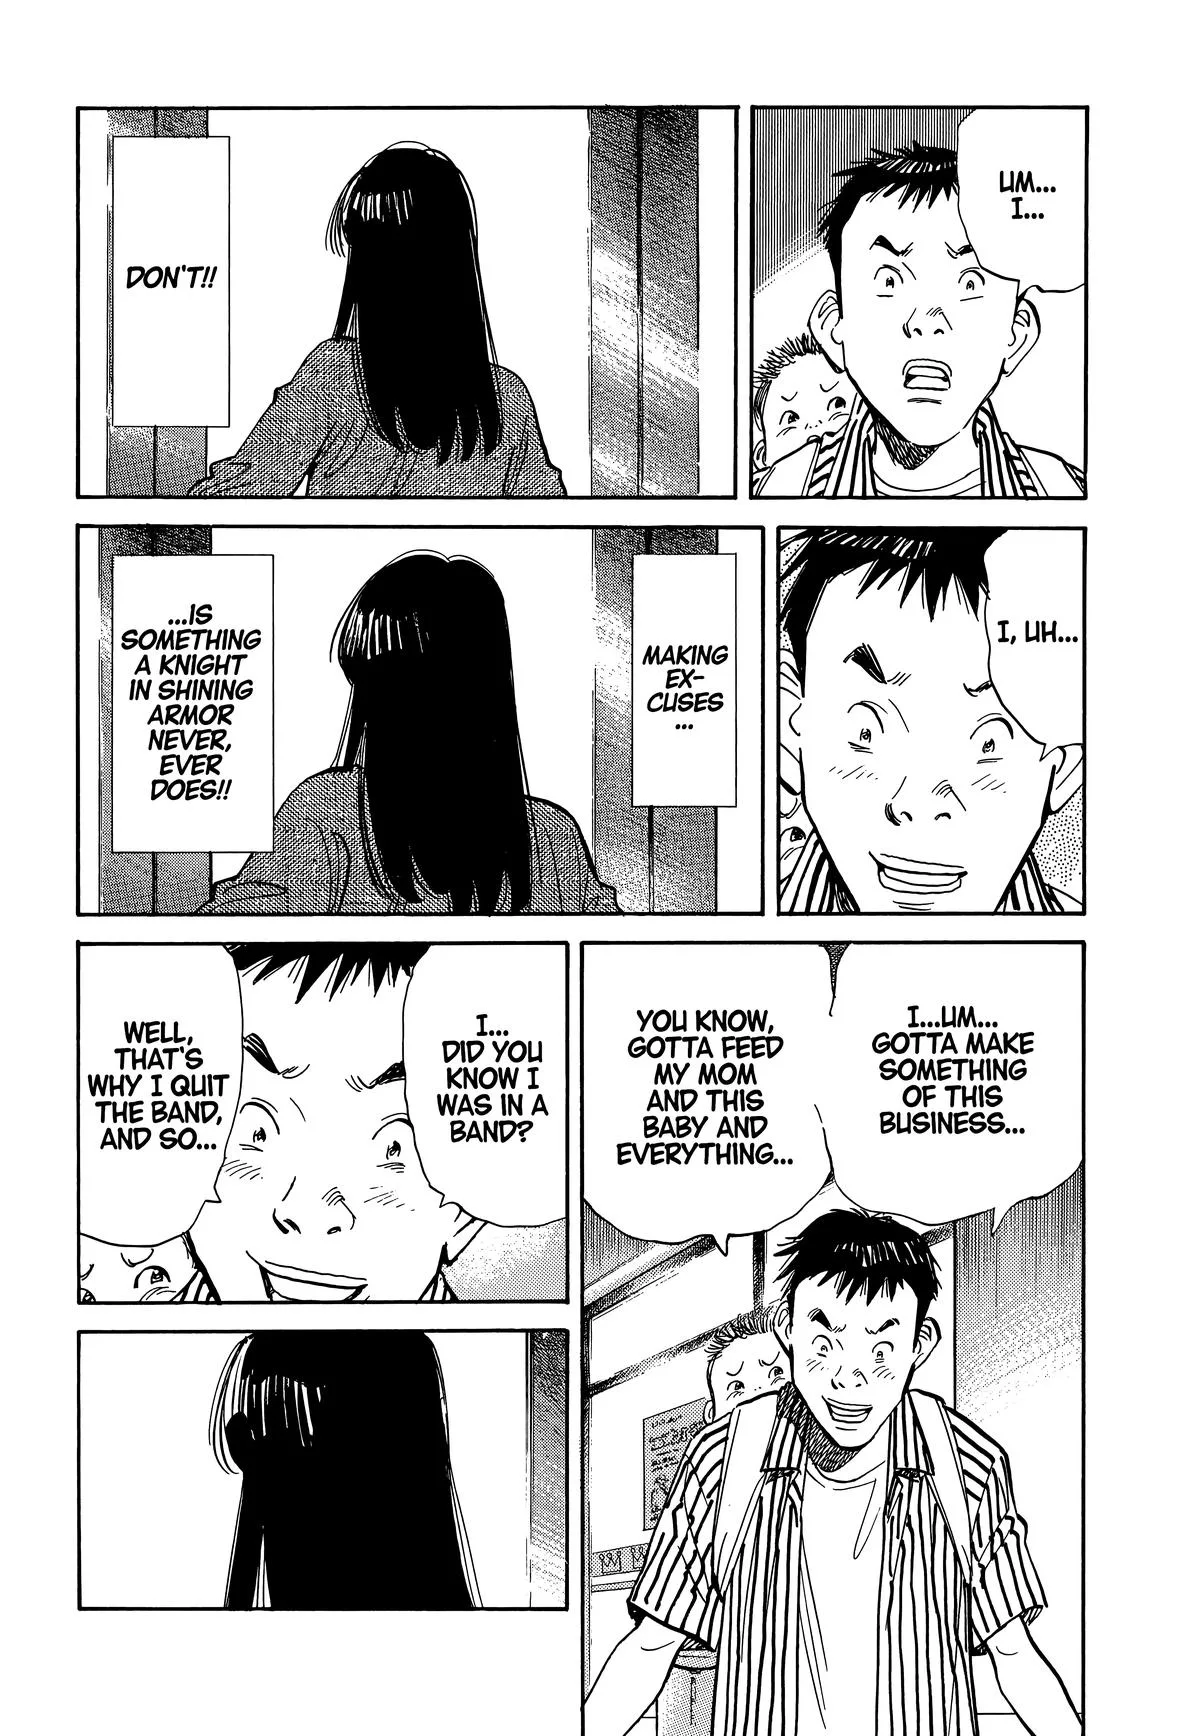 UM...
I...
DON'T!!
I, UH...
MAKING
EX-
CUSES
...
...IS
SOMETHING
A KNIGHT
IN SHINING
ARMOR
NEVER,
EVER
DOES!!
I...UM...
GOTTA MAKE
SOMETHING
OF THIS
BUSINESS...
YOU KNOW,
GOTTA FEED
MY MOM
AND THIS
BABY AND
EVERYTHING...
I...
DID YOU
KNOW I
WAS IN A
BAND?
WELL,
THAT'S
WHY I QUIT
THE BAND,
AND SO...